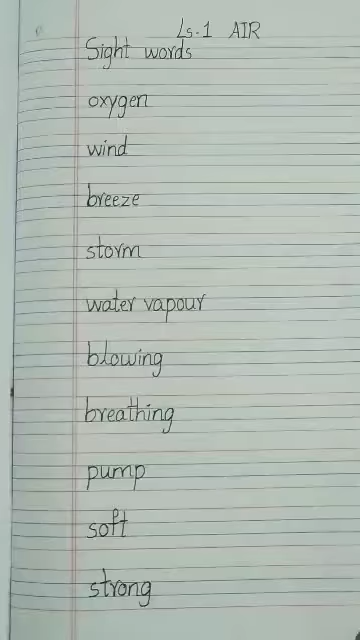 Ls.1 AIR
Sight words
oxygen
wind
breeze
storm
water vapour
blowing
breathing
pump
soft
strong